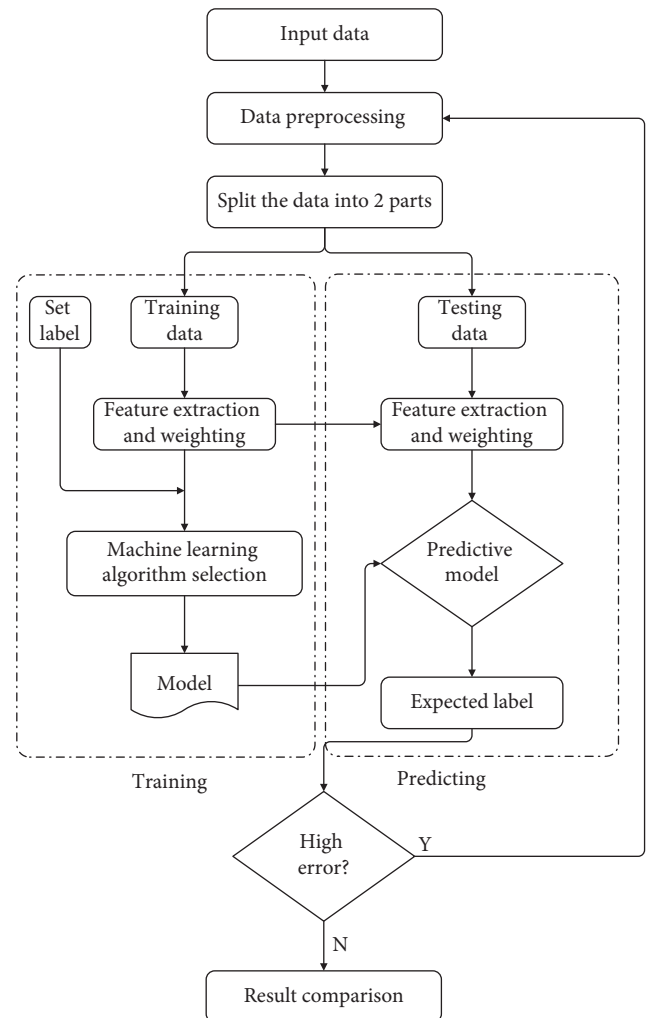 Input data
Data preprocessing
Split the data into 2 parts
Set
label
Training
data
Testing
data
Feature extraction
and weighting
Feature extraction
and weighting
Machine learning
algorithm selection
Predictive
model
Model
Expected label
Training
Predicting
High
error?
Y
N
Result comparison